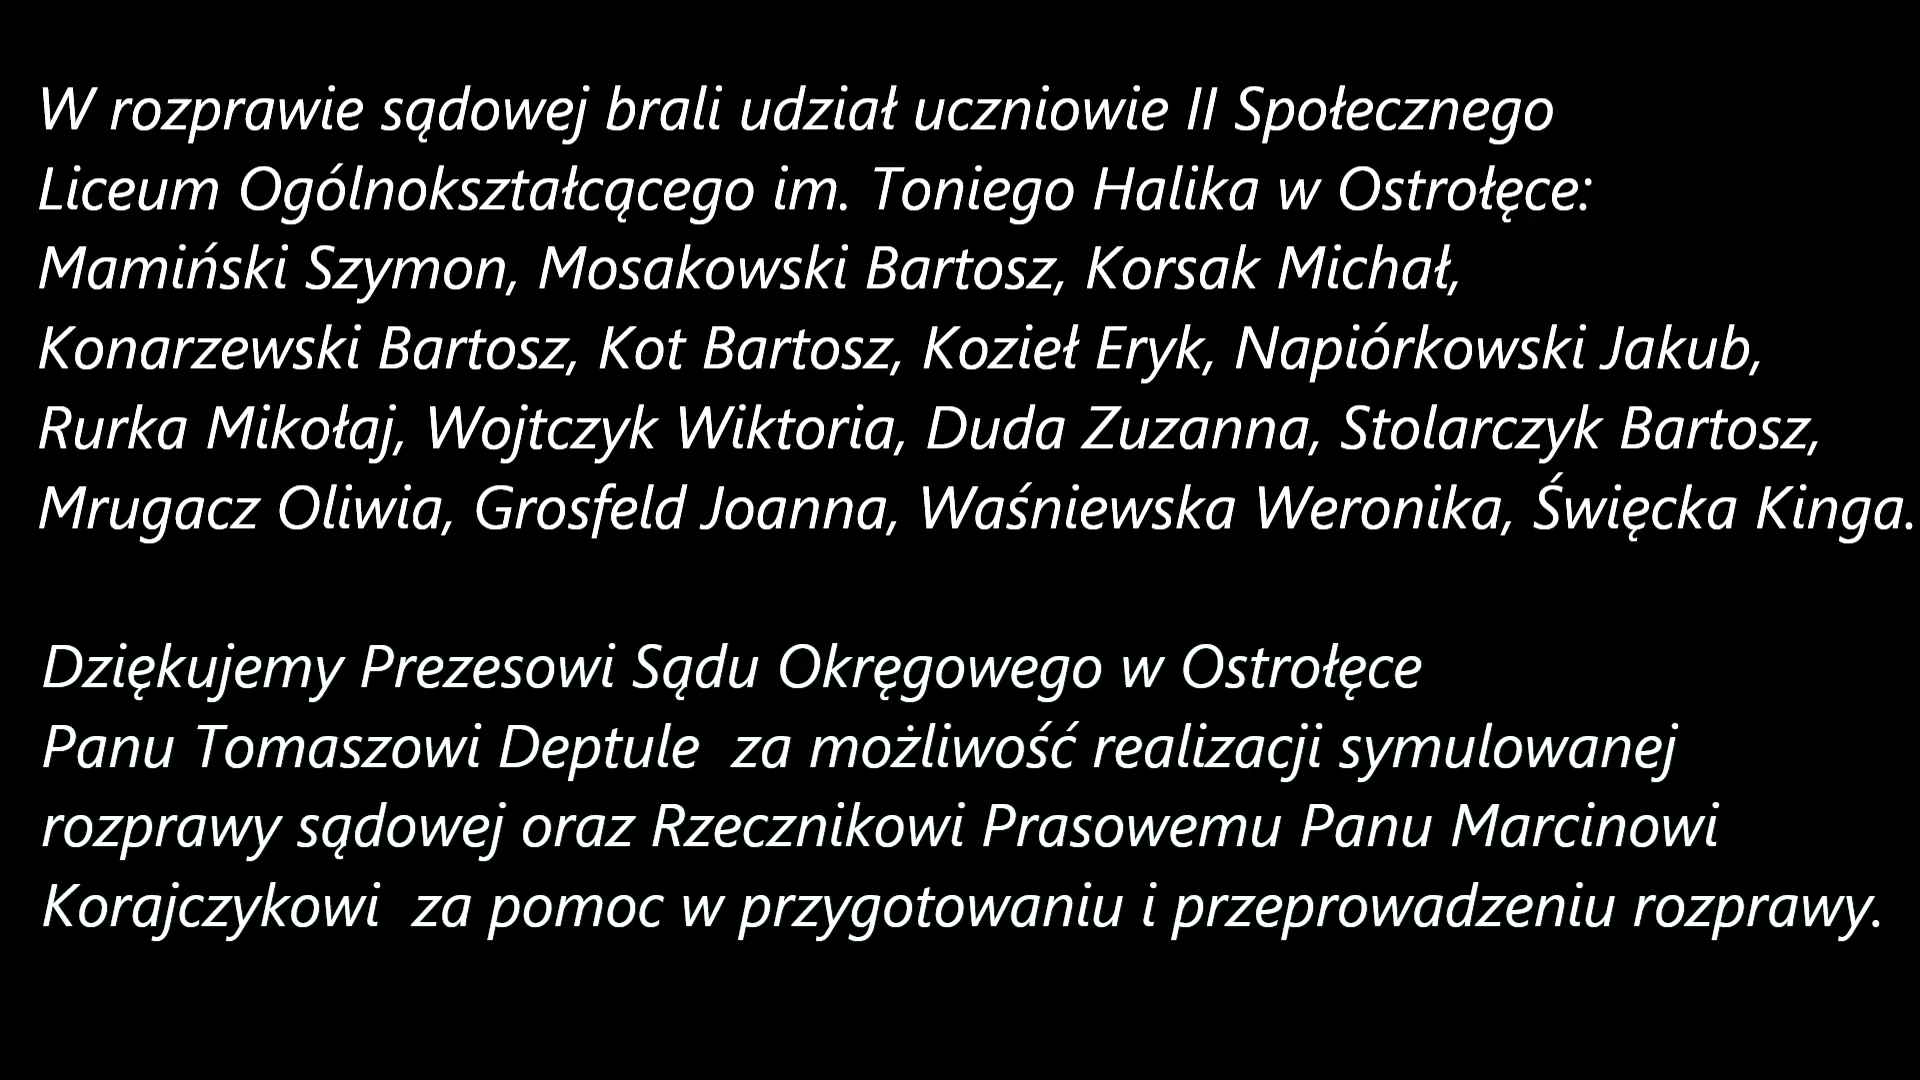 W rozprawie sądowej brali udział uczniowie II Społecznego
Liceum Ogólnokształcącego im. Toniego Halika w Ostrołęce:
Mamiński Szymon, Mosakowski Bartosz, Korsak Michał,
Konarzewski Bartosz, Kot Bartosz, Kozieł Eryk, Napiórkowski Jakub,
Rurka Mikołaj, Wojtczyk Wiktoria, Duda Zuzanna, Stolarczyk Bartosz,
Mrugacz Oliwia, Grosfeld Joanna, Waśniewska Weronika, Święcka Kinga.
Dziękujemy Prezesowi Sądu Okręgowego w Ostrołęce
Panu Tomaszowi Deptule  za możliwość realizacji symulowanej
rozprawy sądowej oraz Rzecznikowi Prasowemu Panu Marcinowi
Korajczykowi  za pomoc w przygotowaniu i przeprowadzeniu rozprawy.